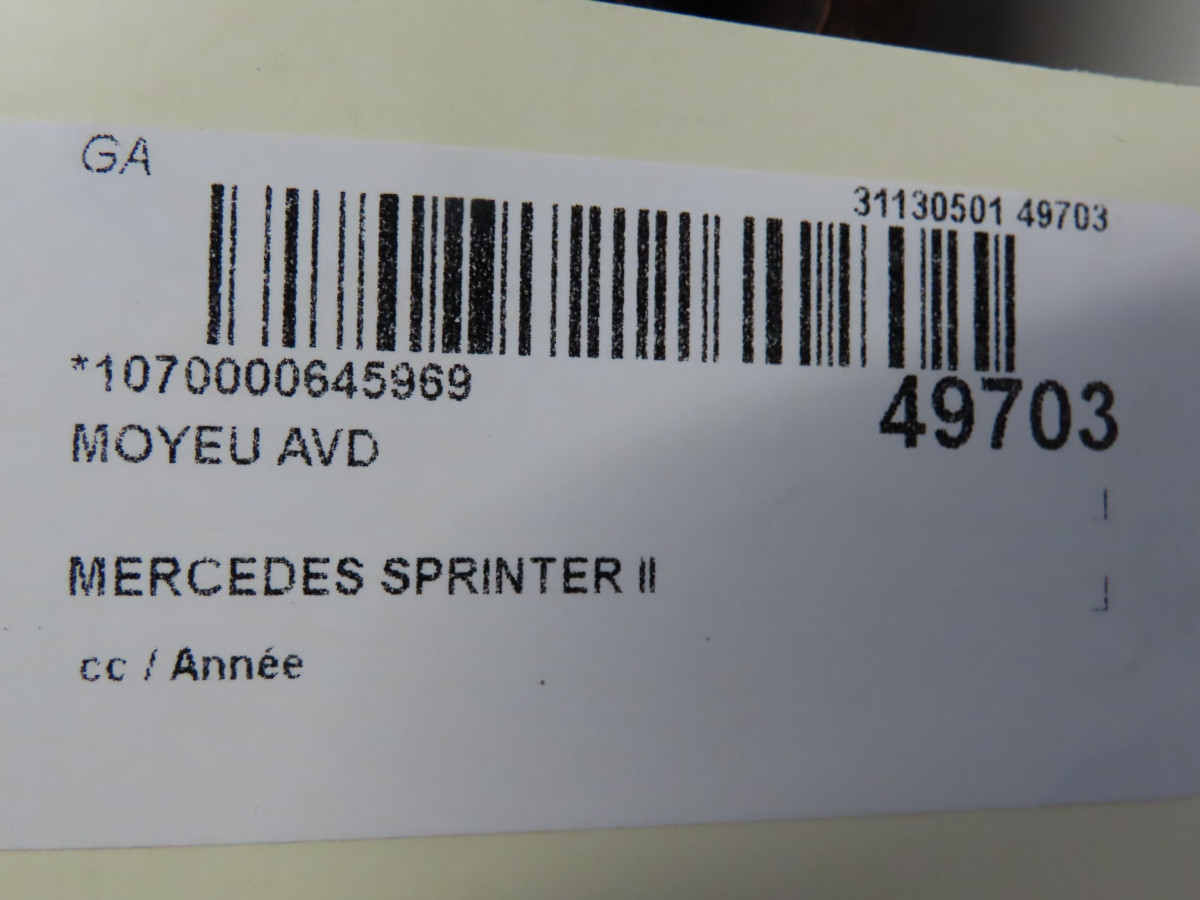 GA
31130501 49703
*1070000645969
49703
MOYEU AVD
MERCEDES SPRINTER II
cc / Année